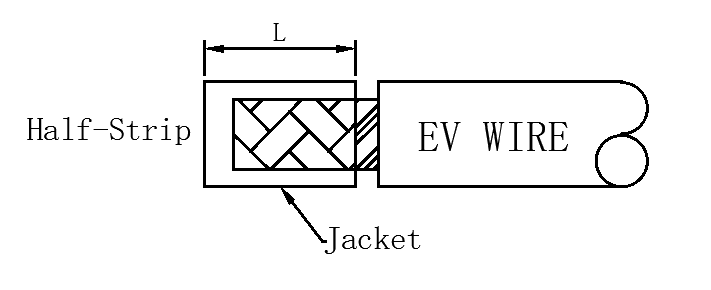 L
Half-Strip
EV WIRE
Jacket